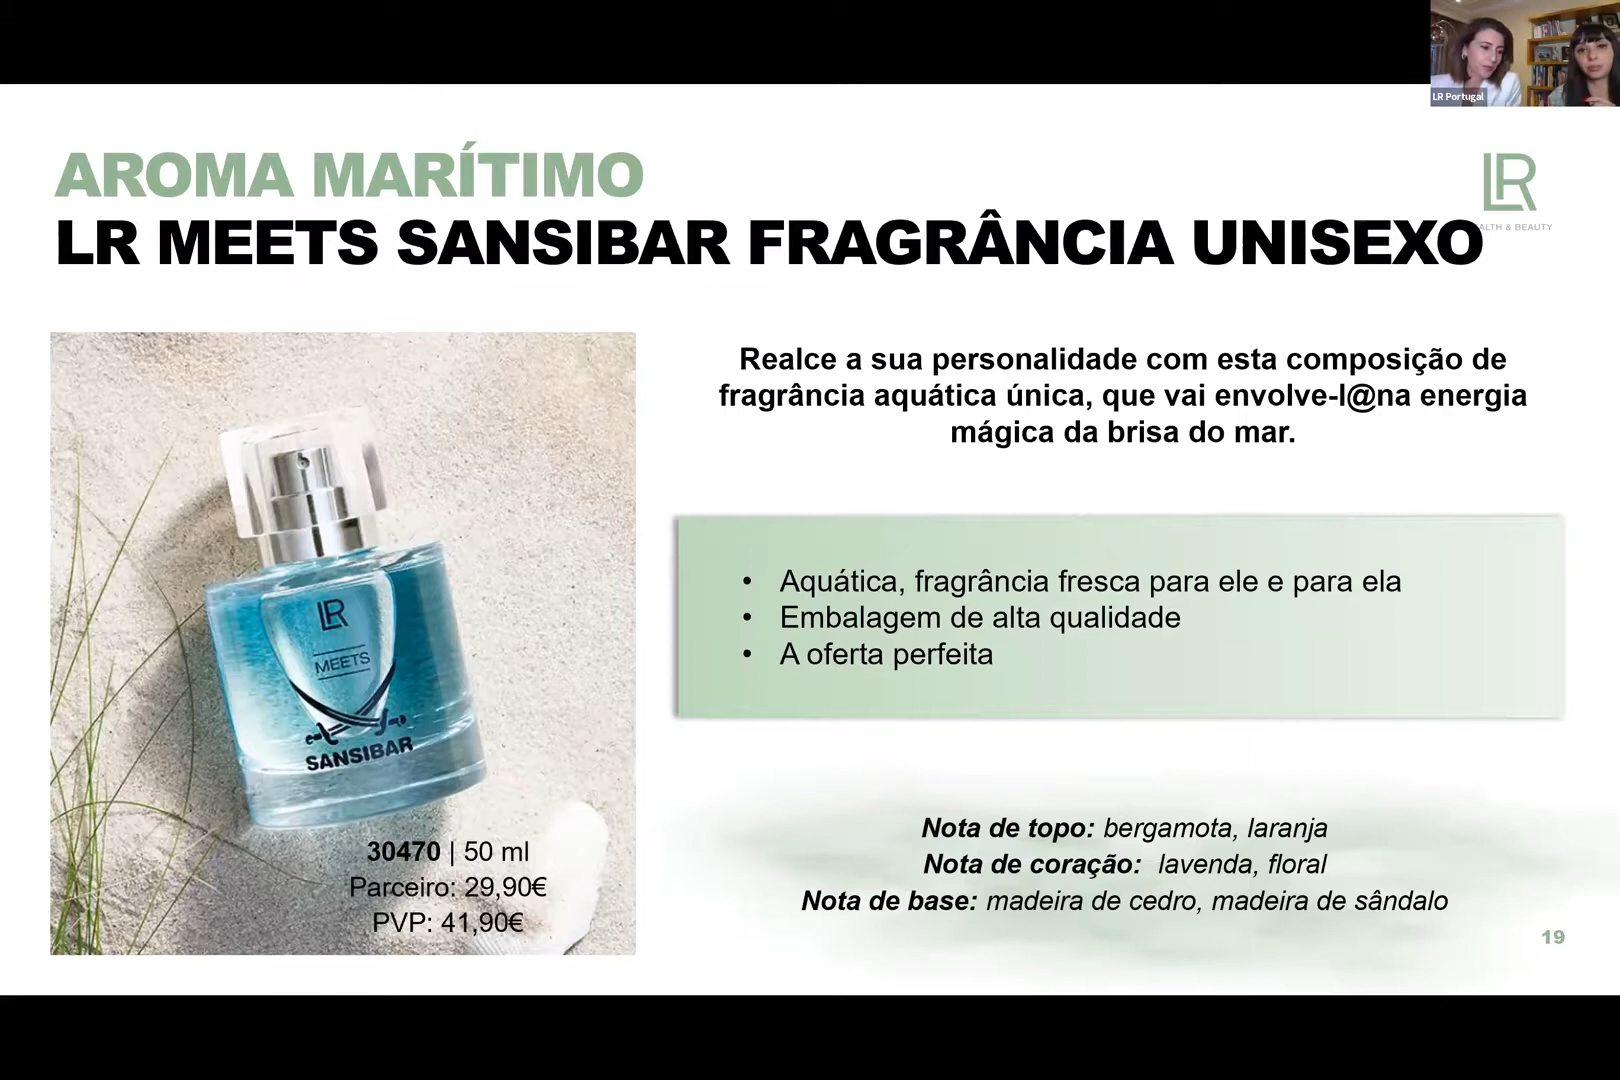 LR Portugal
AROMA MARÍTIMO
LR
LR MEETS SANSIBAR FRAGRÂNCIA UNISEXO
ALTH & BEAUTY
Realce a sua personalidade com esta composição de
fragrância aquática única, que vai envolve-l@na energia
mágica da brisa do mar.
• Aquática, fragrância fresca para ele e para ela
• Embalagem de alta qualidade
• A oferta perfeita
LR
MEETS
SANSIBAR
30470 | 50 ml
Parceiro: 29,90€
PVP: 41,90€
Nota de topo: bergamota, laranja
Nota de coração: lavenda, floral
Nota de base: madeira de cedro, madeira de sândalo
19